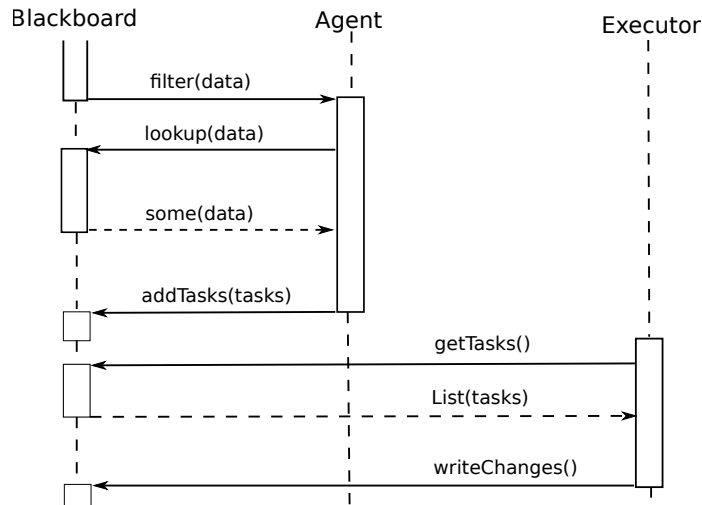 Blackboard
Agent
Executor
filter(data)
lookup(data)
some(data)
addTasks(tasks)
getTasks()
List(tasks)
writeChanges()